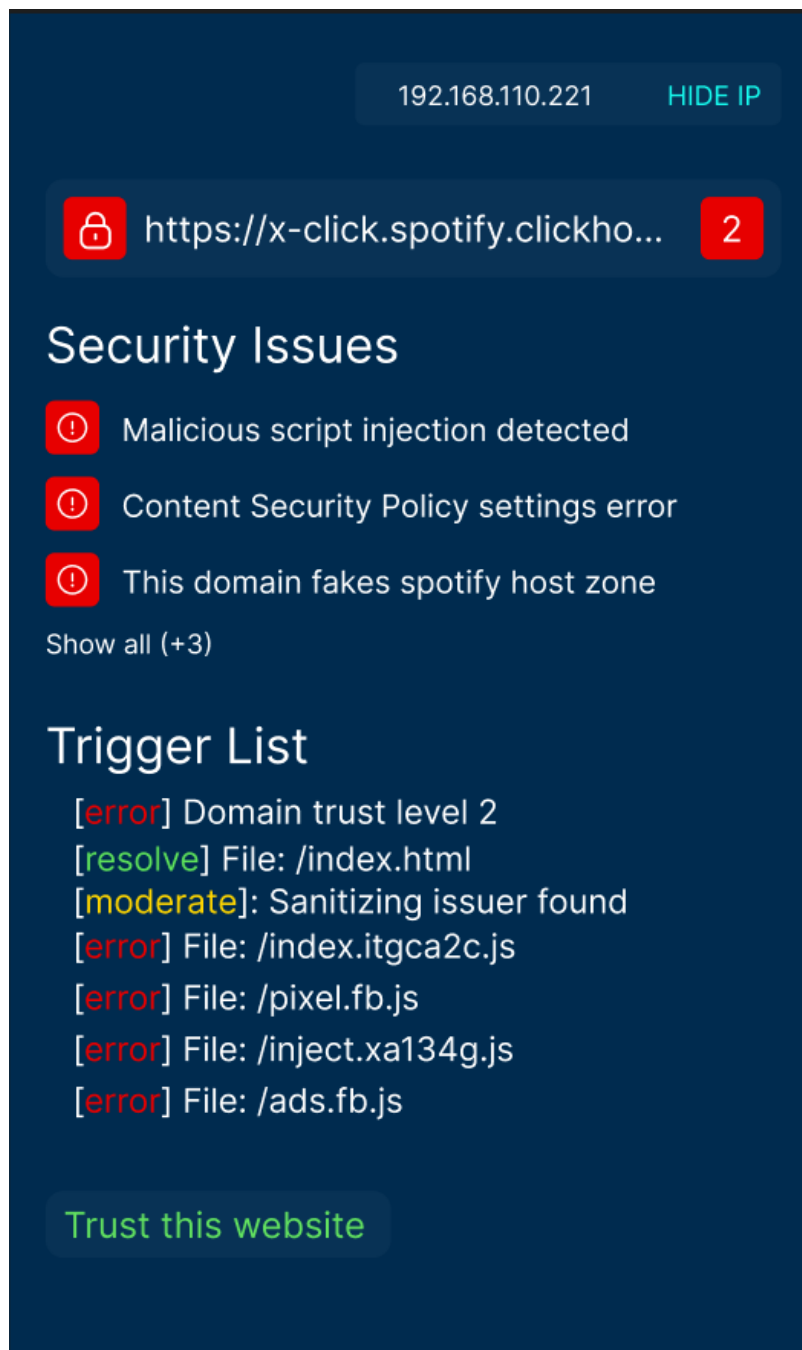 192.168.110.221 HIDE IP
https://x-click.spotify.clickho... 2
Security Issues
Malicious script injection detected
Content Security Policy settings error
This domain fakes spotify host zone
Show all (+3)
Trigger List
[error] Domain trust level 2
[resolve] File: /index.html
[moderate]: Sanitizing issuer found
[error] File: /index.itgca2c.js
[error] File: /pixel.fb.js
[error] File: /inject.xa134g.js
[error] File: /ads.fb.js
Trust this website